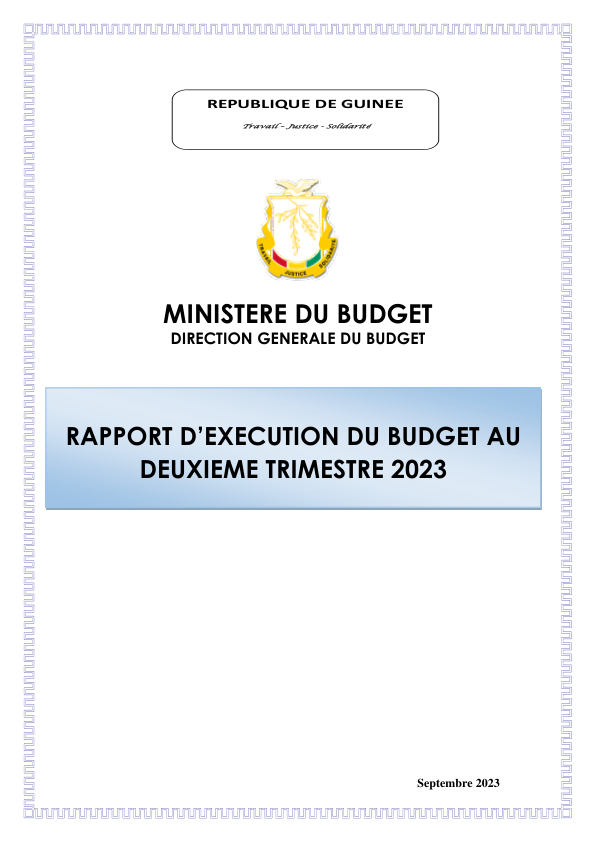 REPUBLIQUE DE GUINEE
Travail – Justice - Solidarité
TRAVAIL
JUSTICE
SOLIDARITÉ
MINISTERE DU BUDGET
DIRECTION GENERALE DU BUDGET
RAPPORT D’EXECUTION DU BUDGET AU
DEUXIEME TRIMESTRE 2023
Septembre 2023